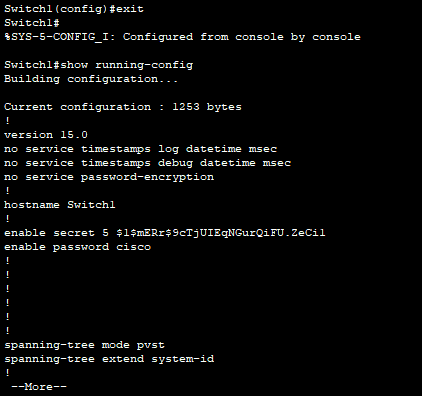 Switch1(config)#exit
Switch1#
%SYS-5-CONFIG_I: Configured from console by console
Switch1#show running-config
Building configuration...
Current configuration : 1253 bytes
!
version 15.0
no service timestamps log datetime msec
no service timestamps debug datetime msec
no service password-encryption
!
hostname Switch1
!
enable secret 5 $1$mERr$9cTjUIEqNGurQiFU.ZeCi1
enable password cisco
!
!
!
!
!
!
spanning-tree mode pvst
spanning-tree extend system-id
!
--More--